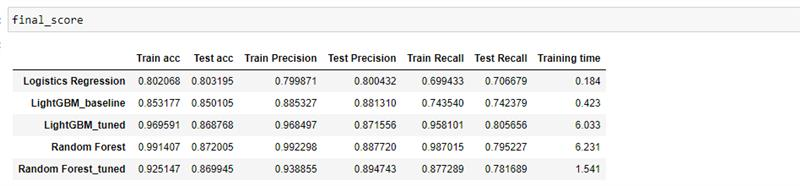 final_score
Train acc Test acc Train Precision Test Precision Train Recall Test Recall Training time
Logistics Regression 0.802068 0.803195 0.799871 0.800432 0.699433 0.706679 0.184
LightGBM_baseline 0.853177 0.850105 0.885327 0.881310 0.743540 0.742379 0.423
LightGBM_tuned 0.969591 0.868768 0.968497 0.871556 0.958101 0.805656 6.033
Random Forest 0.991407 0.872005 0.992298 0.887720 0.987015 0.795227 6.231
Random Forest_tuned 0.925147 0.869945 0.938855 0.894743 0.877289 0.781689 1.541